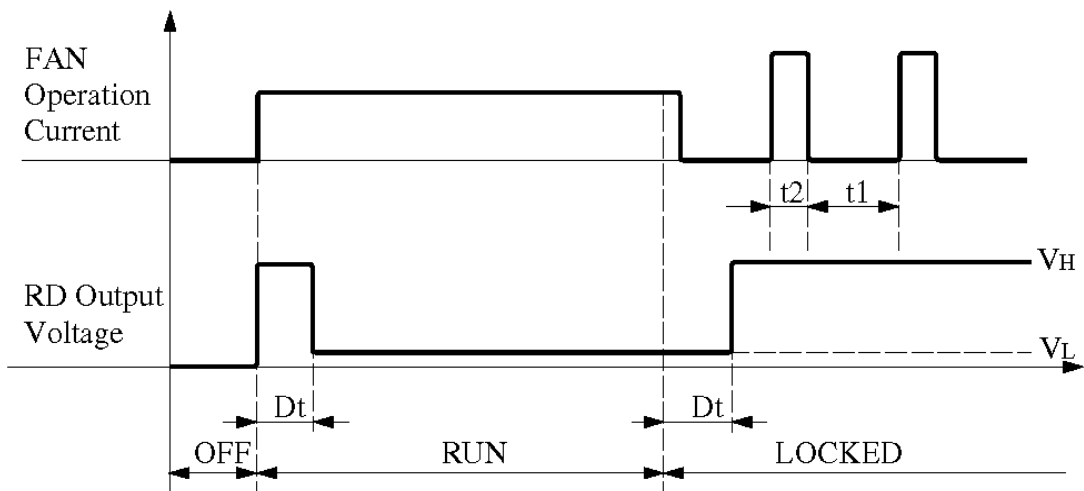 FAN
Operation
Current
t2
t1
VH
RD Output
Voltage
VL
Dt
Dt
OFF
RUN
LOCKED